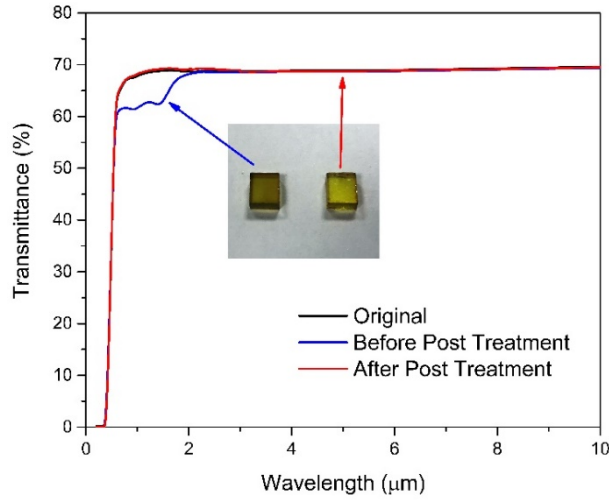 80
70
60
50
40
30
20
10
0
Transmittance (%)
Original
Before Post Treatment
After Post Treatment
0 2 4 6 8 10
Wavelength (μm)